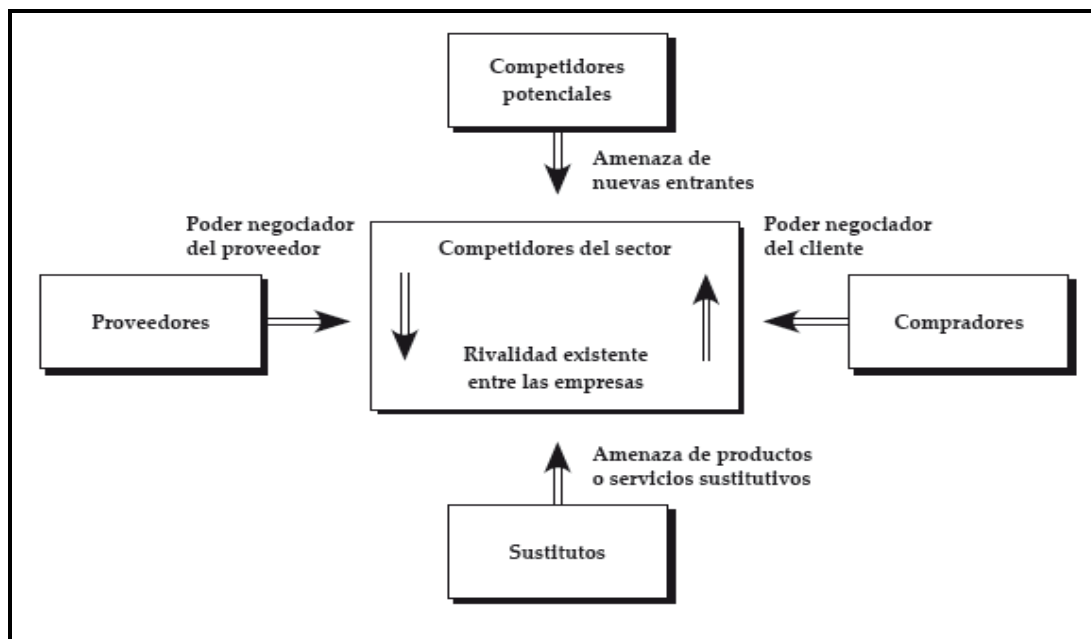 Competidores
potenciales
Amenaza de
nuevas entrantes
Poder negociador
del proveedor
Poder negociador
del cliente
Competidores del sector
Proveedores
Compradores
Rivalidad existente
entre las empresas
Amenaza de productos
o servicios sustitutivos
Sustitutos